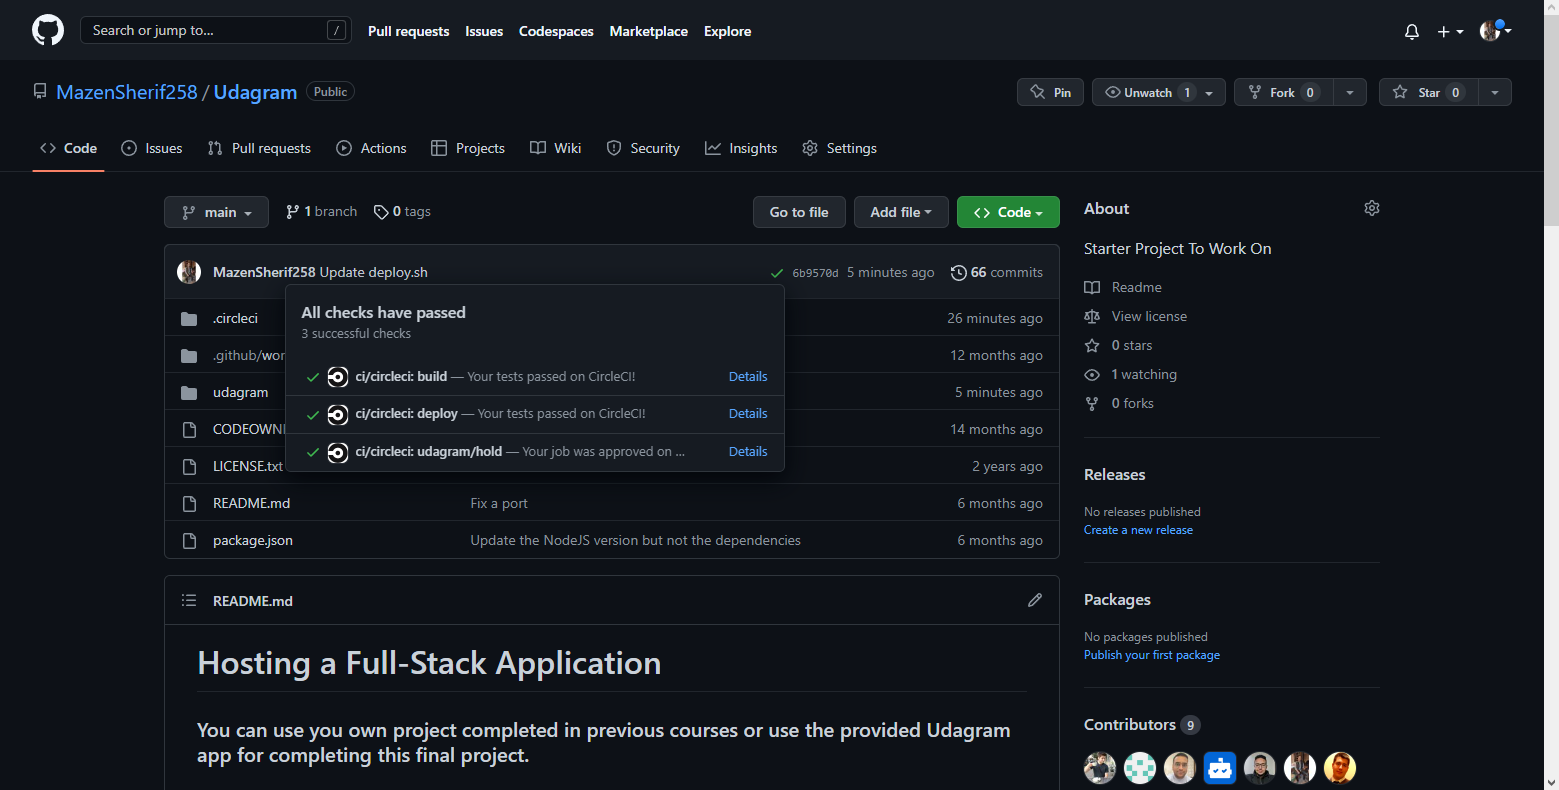 Search or jump to... / Pull requests Issues Codespaces Marketplace Explore
MazenSherif258 / Udagram Public Pin Unwatch 1 Fork 0 Star 0
Code Issues Pull requests Actions Projects Wiki Security Insights Settings
main 1 branch 0 tags Go to file Add file Code
MazenSherif258 Update deploy.sh 6b9570d 5 minutes ago 66 commits
All checks have passed
3 successful checks
ci/circleci: build — Your tests passed on CircleCI! Details
ci/circleci: deploy — Your tests passed on CircleCI! Details
ci/circleci: udagram/hold — Your job was approved on ... Details
.circleci 26 minutes ago
.github/wor 12 months ago
udagram 5 minutes ago
CODEOWN 14 months ago
LICENSE.txt 2 years ago
README.md Fix a port 6 months ago
package.json Update the NodeJS version but not the dependencies 6 months ago
README.md
Hosting a Full-Stack Application
You can use you own project completed in previous courses or use the provided Udagram
app for completing this final project.
About
Starter Project To Work On
Readme
View license
0 stars
1 watching
0 forks
Releases
No releases published
Create a new release
Packages
No packages published
Publish your first package
Contributors 9